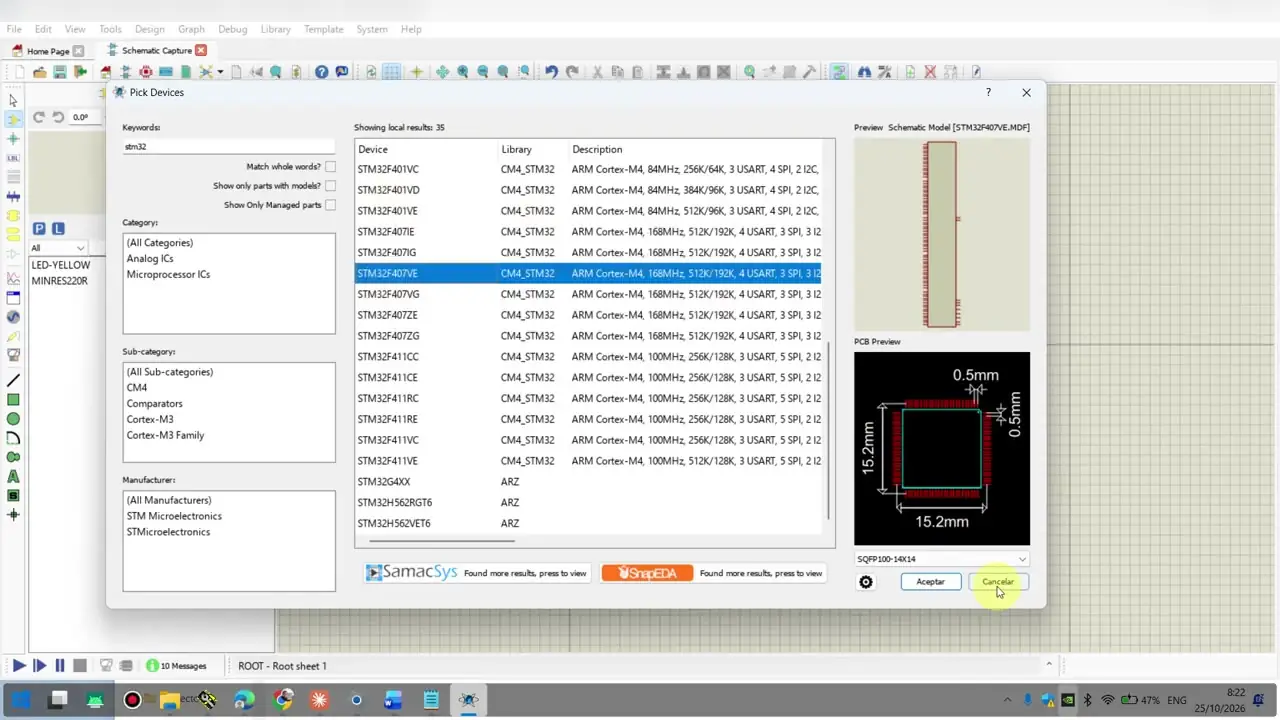 File Edit View Tools Design Graph Debug Library Template System Help
Home Page Schematic Capture
0.0°
Pick Devices ?
Keywords:
stm32
Match whole words?
Show only parts with models?
Show Only Managed parts
Category:
(All Categories)
Analog ICs
Microprocessor ICs
Sub-category:
(All Sub-categories)
CM4
Comparators
Cortex-M3
Cortex-M3 Family
Manufacturer:
(All Manufacturers)
STM Microelectronics
STMicroelectronics
Showing local results: 35
Device Library Description
STM32F401VC CM4_STM32 ARM Cortex-M4, 84MHz, 256K/64K, 3 USART, 4 SPI, 2 I2C,
STM32F401VD CM4_STM32 ARM Cortex-M4, 84MHz, 384K/96K, 3 USART, 4 SPI, 2 I2C,
STM32F401VE CM4_STM32 ARM Cortex-M4, 84MHz, 512K/96K, 3 USART, 4 SPI, 2 I2C,
STM32F407IE CM4_STM32 ARM Cortex-M4, 168MHz, 512K/192K, 4 USART, 3 SPI, 3 I2
STM32F407IG CM4_STM32 ARM Cortex-M4, 168MHz, 512K/192K, 4 USART, 3 SPI, 3 I2
STM32F407VE CM4_STM32 ARM Cortex-M4, 168MHz, 512K/192K, 4 USART, 3 SPI, 3 I2
STM32F407VG CM4_STM32 ARM Cortex-M4, 168MHz, 512K/192K, 4 USART, 3 SPI, 3 I2
STM32F407ZE CM4_STM32 ARM Cortex-M4, 168MHz, 512K/192K, 4 USART, 3 SPI, 3 I2
STM32F407ZG CM4_STM32 ARM Cortex-M4, 168MHz, 512K/192K, 4 USART, 3 SPI, 3 I2
STM32F411CC CM4_STM32 ARM Cortex-M4, 100MHz, 256K/128K, 3 USART, 5 SPI, 2 I2
STM32F411CE CM4_STM32 ARM Cortex-M4, 100MHz, 256K/128K, 3 USART, 5 SPI, 2 I2
STM32F411RC CM4_STM32 ARM Cortex-M4, 100MHz, 256K/128K, 3 USART, 5 SPI, 2 I2
STM32F411RE CM4_STM32 ARM Cortex-M4, 100MHz, 256K/128K, 3 USART, 5 SPI, 2 I2
STM32F411VC CM4_STM32 ARM Cortex-M4, 100MHz, 256K/128K, 3 USART, 5 SPI, 2 I2
STM32F411VE CM4_STM32 ARM Cortex-M4, 100MHz, 512K/128K, 3 USART, 5 SPI, 2 I2
STM32G4XX ARZ
STM32H562RGT6 ARZ
STM32H562VET6 ARZ
SamacSys Found more results, press to view
SnapEDA Found more results, press to view
Preview Schematic Model [STM32F407VE.MDF]
PCB Preview
0.5mm
0.5mm
15.2mm
15.2mm
SQFP100-14X14
Aceptar Cancelar
P L
All
LED-YELLOW
MINRES220R
10 Messages ROOT - Root sheet 1
47% ENG 8:22
25/10/2026